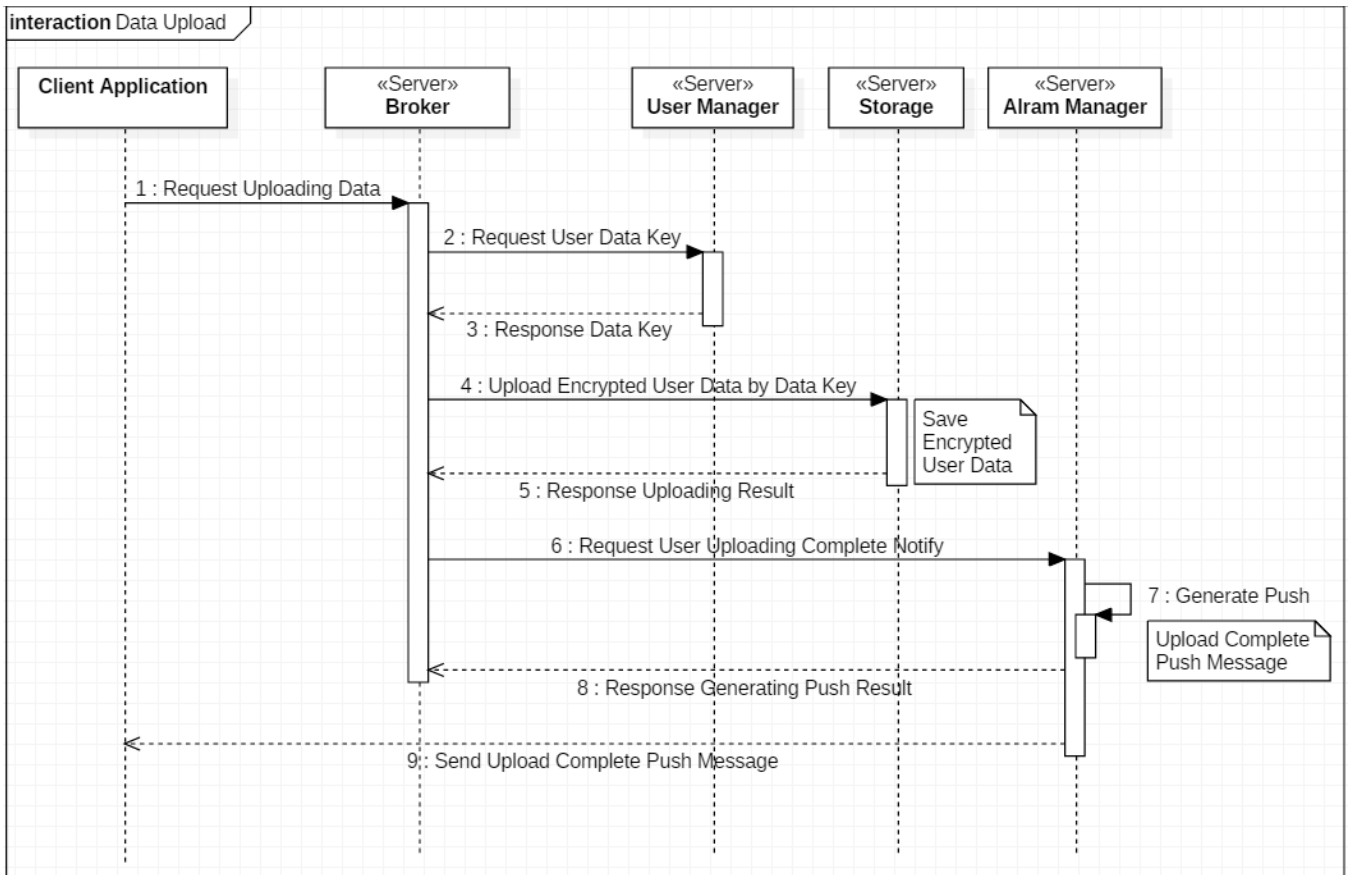 interaction Data Upload
Client Application
«Server»
Broker
«Server»
User Manager
«Server»
Storage
«Server»
Alram Manager
1 : Request Uploading Data
2 : Request User Data Key
3 : Response Data Key
4 : Upload Encrypted User Data by Data Key
Save
Encrypted
User Data
5 : Response Uploading Result
6 : Request User Uploading Complete Notify
7 : Generate Push
Upload Complete
Push Message
8 : Response Generating Push Result
9 : Send Upload Complete Push Message